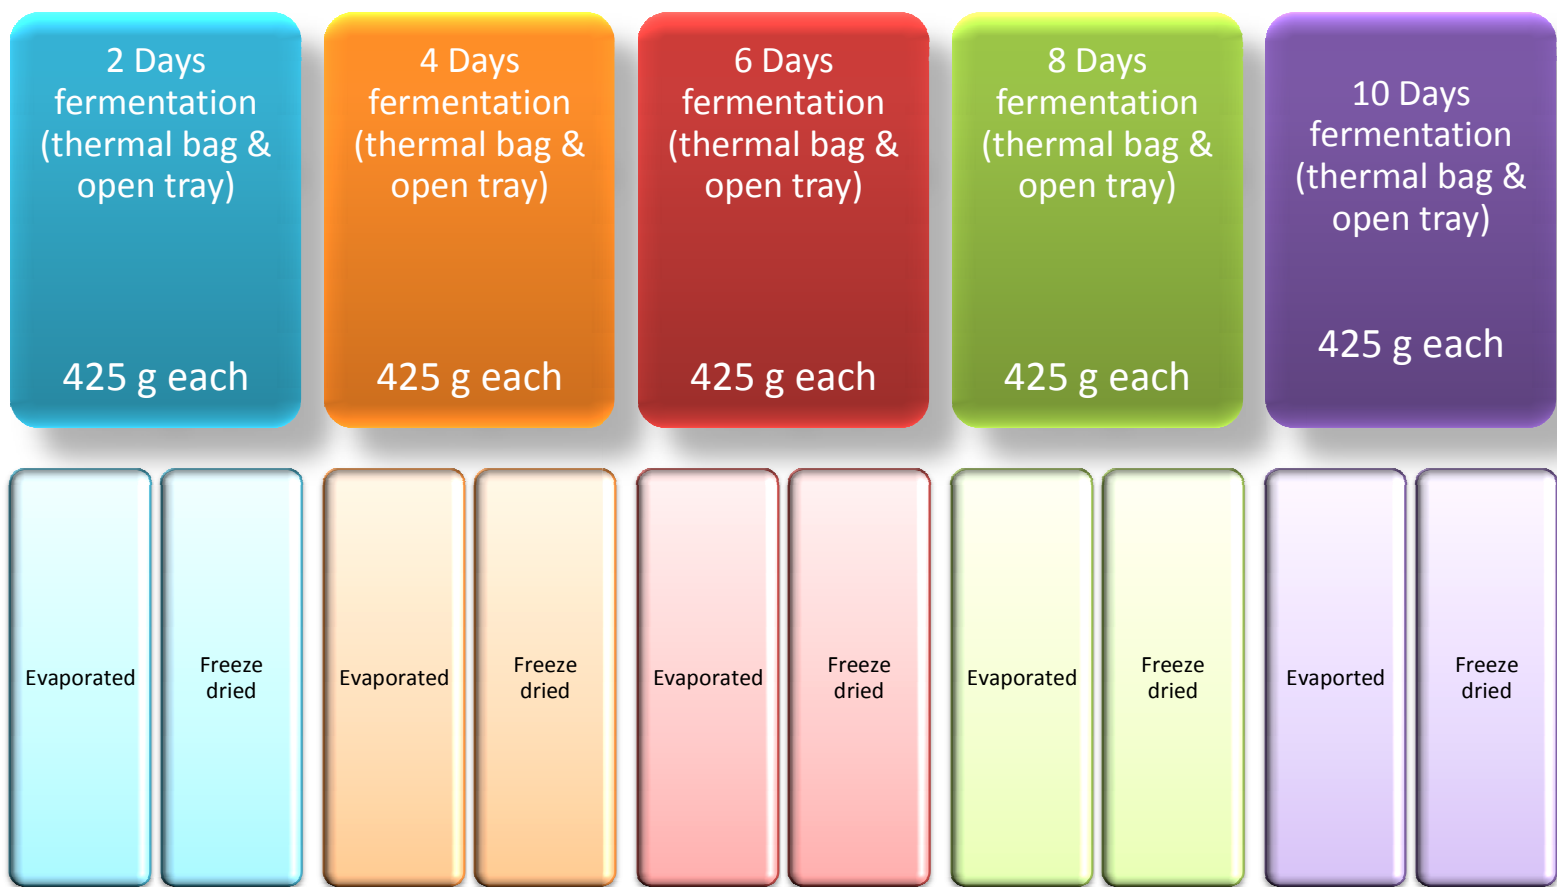 2 Days
fermentation
(thermal bag &
open tray)
425 g each
4 Days
fermentation
(thermal bag &
open tray)
425 g each
6 Days
fermentation
(thermal bag &
open tray)
425 g each
8 Days
fermentation
(thermal bag &
open tray)
425 g each
10 Days
fermentation
(thermal bag &
open tray)
425 g each
Evaporated
Freeze
dried
Evaporated
Freeze
dried
Evaporated
Freeze
dried
Evaporated
Freeze
dried
Evaported
Freeze
dried